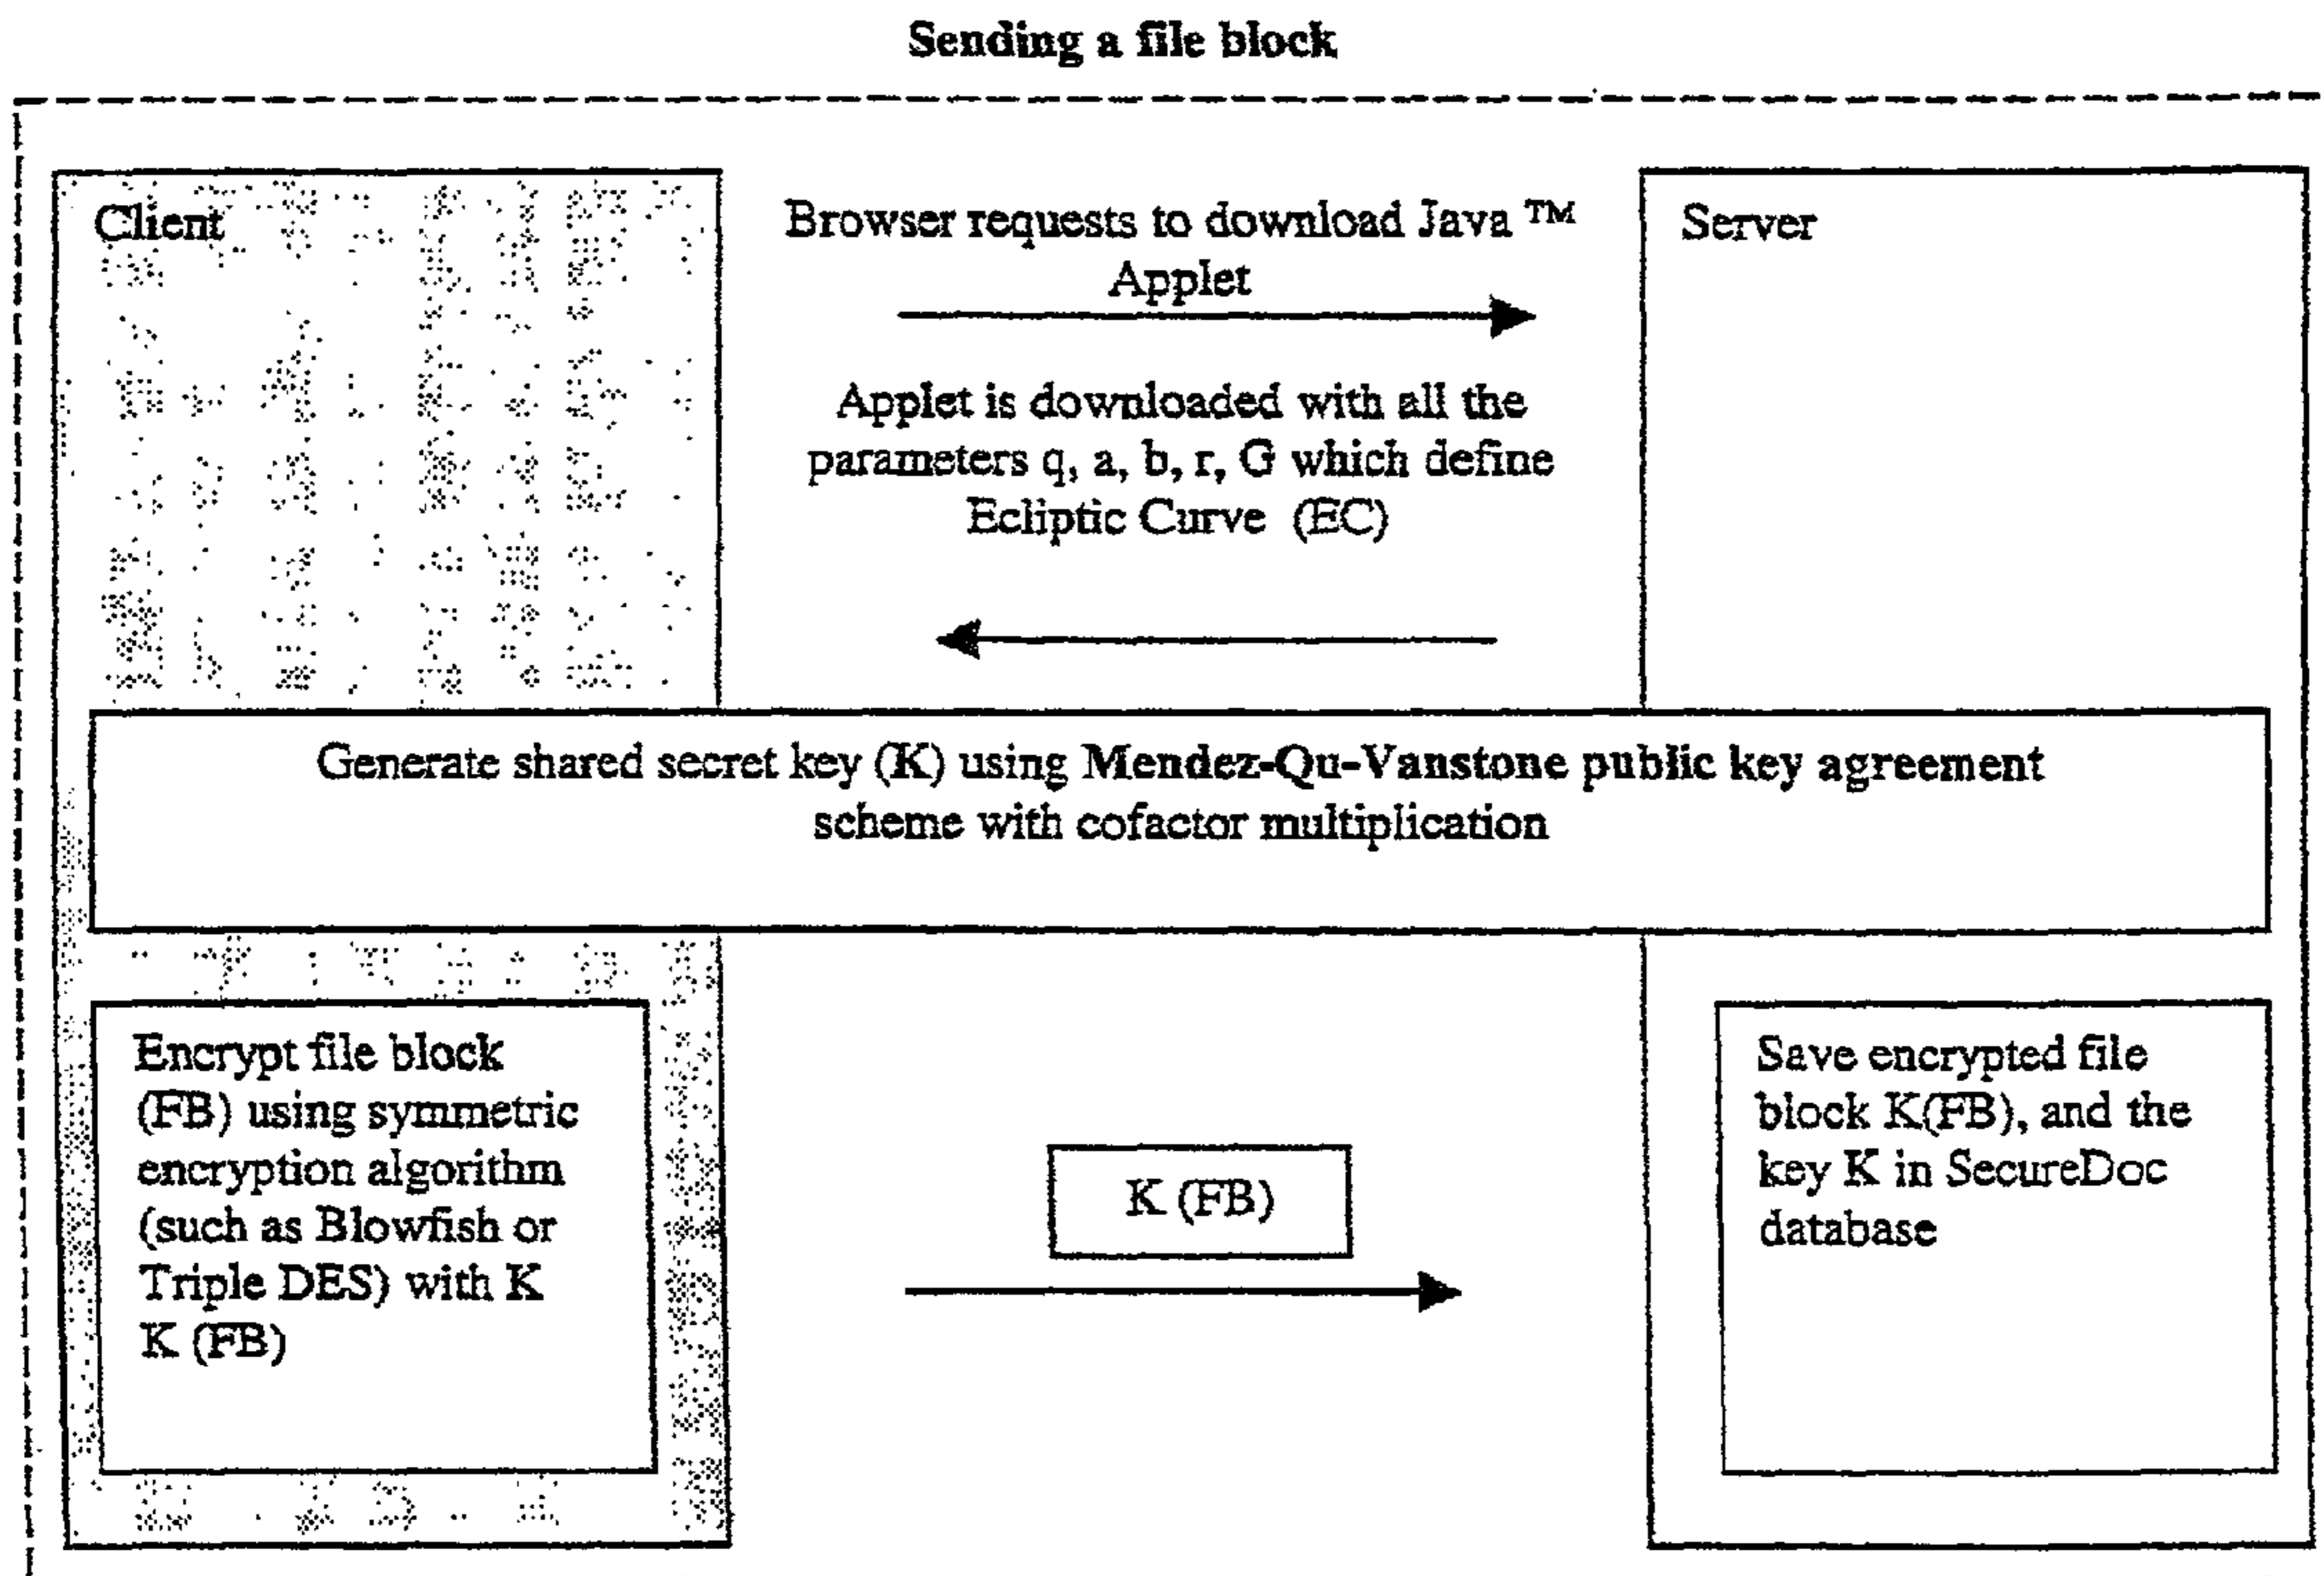 Sending a file block
Client
Browser requests to download Java ™
Applet
Server
Applet is downloaded with all the
parameters q, a, b, r, G which define
Ecliptic Curve (EC)
Generate shared secret key (K) using Mendez-Qu-Vanstone public key agreement
scheme with cofactor multiplication
Encrypt file block
(FB) using symmetric
encryption algorithm
(such as Blowfish or
Triple DES) with K
K (FB)
K (FB)
Save encrypted file
block K(FB), and the
key K in SecureDoc
database